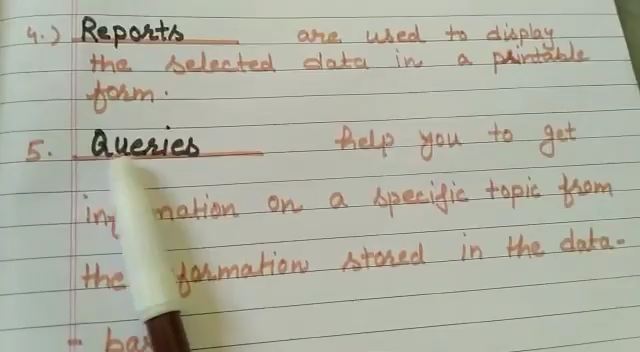 4.) Reports are used to display
the selected data in a printable
form.
5. Queries help you to get
on a specific topic from
the stored in the data-
-